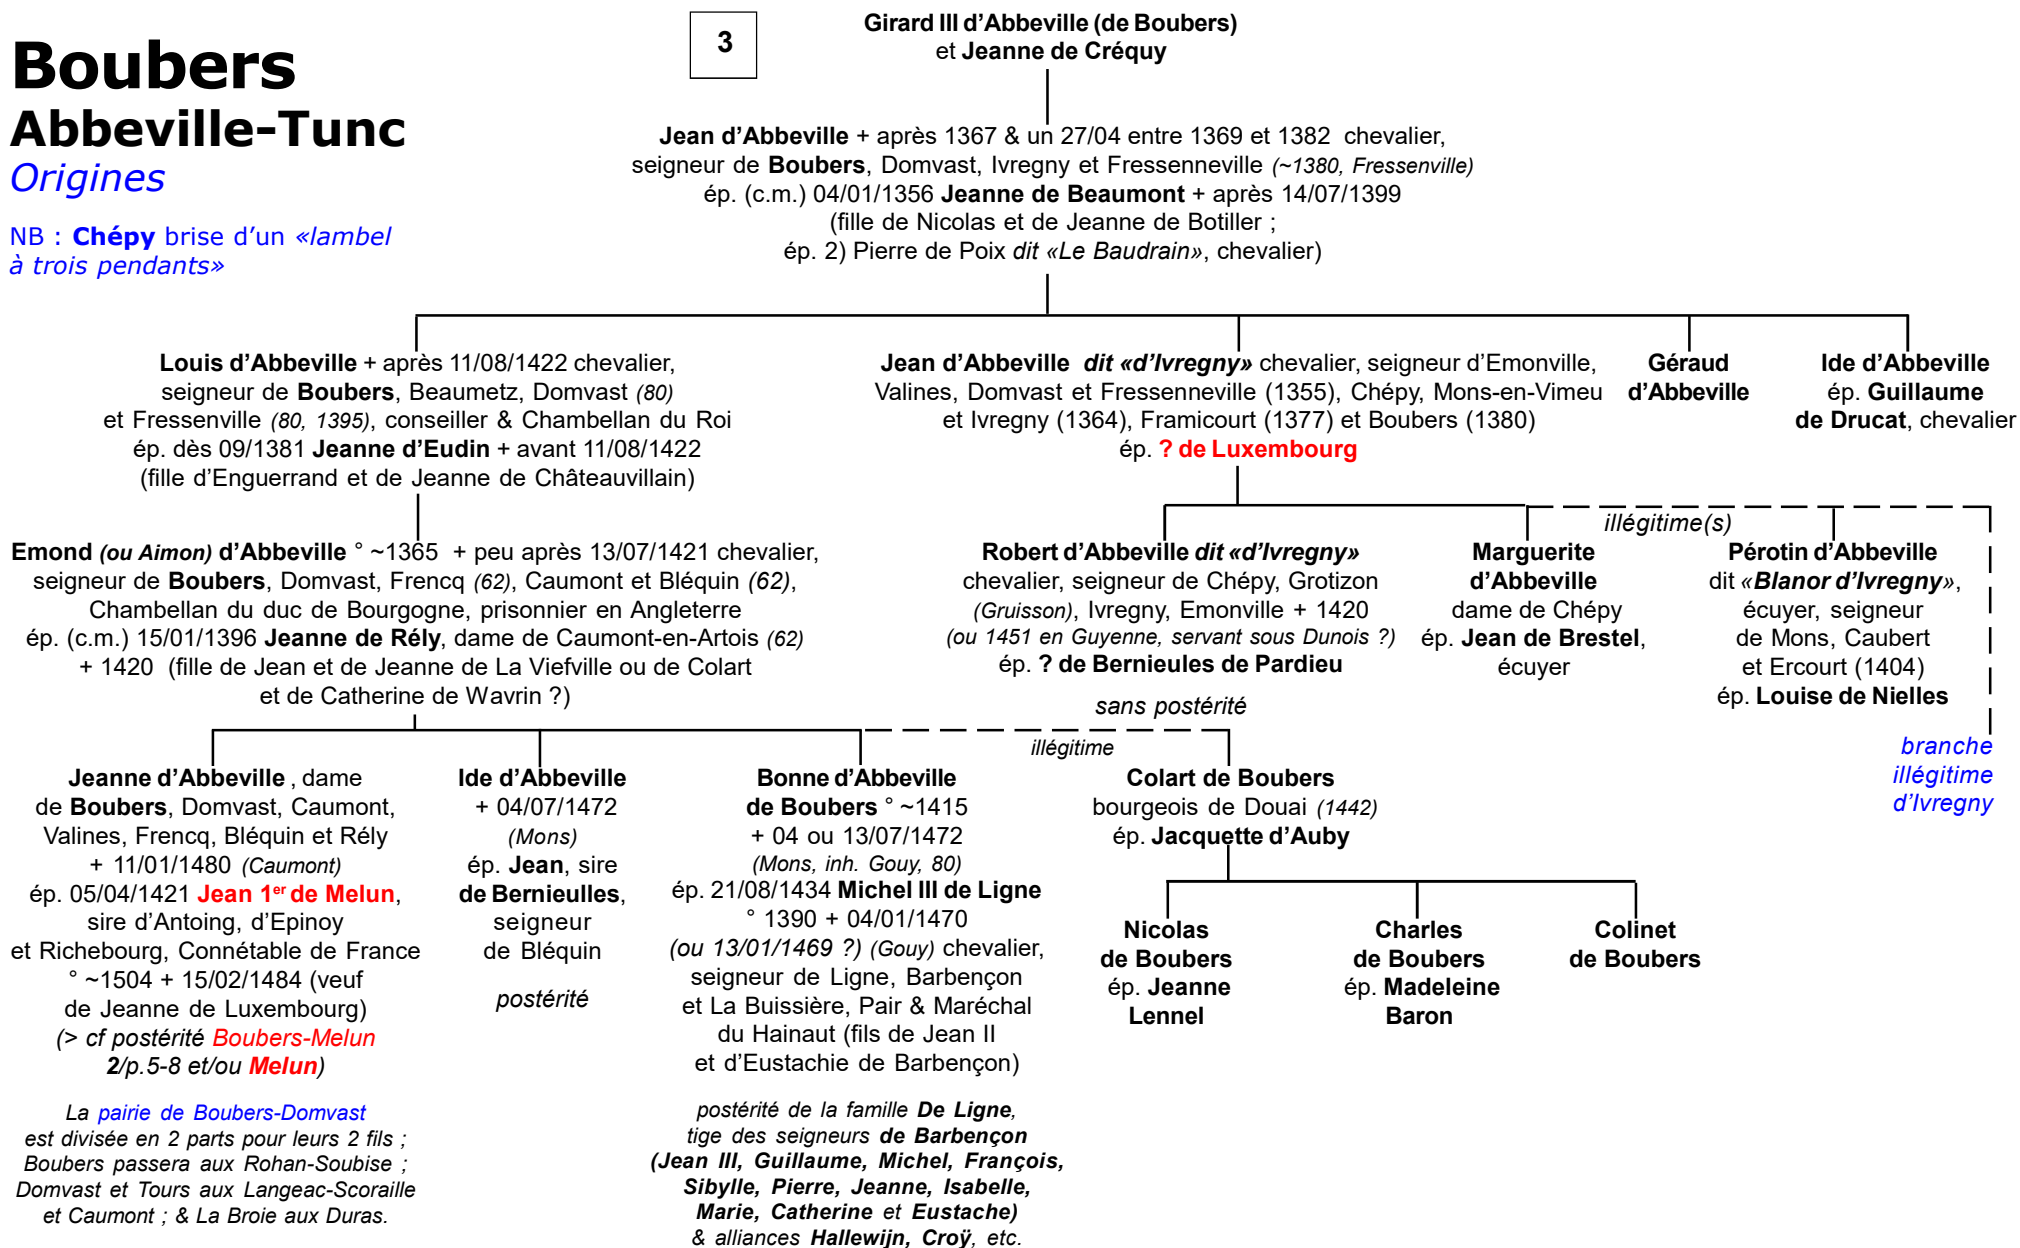 Boubers
Abbeville-Tunc
Origines
NB : Chépy brise d'un «lambel
à trois pendants»
3
Girard III d'Abbeville (de Boubers)
et Jeanne de Créquy
Jean d'Abbeville + après 1367 & un 27/04 entre 1369 et 1382 chevalier,
seigneur de Boubers, Domvast, Ivregny et Fressenneville (~1380, Fressenville)
ép. (c.m.) 04/01/1356 Jeanne de Beaumont + après 14/07/1399
(fille de Nicolas et de Jeanne de Botiller ;
ép. 2) Pierre de Poix dit «Le Baudrain», chevalier)
Louis d'Abbeville + après 11/08/1422 chevalier,
seigneur de Boubers, Beaumetz, Domvast (80)
et Fressenville (80, 1395), conseiller & Chambellan du Roi
ép. dès 09/1381 Jeanne d'Eudin + avant 11/08/1422
(fille d'Enguerrand et de Jeanne de Châteauvillain)
Jean d'Abbeville dit «d'Ivregny» chevalier, seigneur d'Emonville,
Valines, Domvast et Fressenneville (1355), Chépy, Mons-en-Vimeu
et Ivregny (1364), Framicourt (1377) et Boubers (1380)
ép. ? de Luxembourg
Géraud
d'Abbeville
Ide d'Abbeville
ép. Guillaume
de Drucat, chevalier
Emond (ou Aimon) d'Abbeville ° ~1365 + peu après 13/07/1421 chevalier,
seigneur de Boubers, Domvast, Frencq (62), Caumont et Bléquin (62),
Chambellan du duc de Bourgogne, prisonnier en Angleterre
ép. (c.m.) 15/01/1396 Jeanne de Rély, dame de Caumont-en-Artois (62)
+ 1420 (fille de Jean et de Jeanne de La Viefville ou de Colart
et de Catherine de Wavrin ?)
Robert d'Abbeville dit «d'Ivregny»
chevalier, seigneur de Chépy, Grotizon
(Gruisson), Ivregny, Emonville + 1420
(ou 1451 en Guyenne, servant sous Dunois ?)
ép. ? de Bernieules de Pardieu
sans postérité
Marguerite
d'Abbeville
dame de Chépy
ép. Jean de Brestel,
écuyer
illégitime(s)
Pérotin d'Abbeville
dit «Blanor d'Ivregny»,
écuyer, seigneur
de Mons, Caubert
et Ercourt (1404)
ép. Louise de Nielles
branche
illégitime
d'Ivregny
Jeanne d'Abbeville , dame
de Boubers, Domvast, Caumont,
Valines, Frencq, Bléquin et Rély
+ 11/01/1480 (Caumont)
ép. 05/04/1421 Jean 1er de Melun,
sire d'Antoing, d'Epinoy
et Richebourg, Connétable de France
° ~1504 + 15/02/1484 (veuf
de Jeanne de Luxembourg)
(> cf postérité Boubers-Melun
2/p.5-8 et/ou Melun)
La pairie de Boubers-Domvast
est divisée en 2 parts pour leurs 2 fils ;
Boubers passera aux Rohan-Soubise ;
Domvast et Tours aux Langeac-Scoraille
et Caumont ; & La Broie aux Duras.
Ide d'Abbeville
+ 04/07/1472
(Mons)
ép. Jean, sire
de Bernieulles,
seigneur
de Bléquin
postérité
Bonne d'Abbeville
de Boubers ° ~1415
+ 04 ou 13/07/1472
(Mons, inh. Gouy, 80)
ép. 21/08/1434 Michel III de Ligne
° 1390 + 04/01/1470
(ou 13/01/1469 ?) (Gouy) chevalier,
seigneur de Ligne, Barbençon
et La Buissière, Pair & Maréchal
du Hainaut (fils de Jean II
et d'Eustachie de Barbençon)
postérité de la famille De Ligne,
tige des seigneurs de Barbençon
(Jean III, Guillaume, Michel, François,
Sibylle, Pierre, Jeanne, Isabelle,
Marie, Catherine et Eustache)
& alliances Hallewijn, Croÿ, etc.
illégitime
Colart de Boubers
bourgeois de Douai (1442)
ép. Jacquette d'Auby
Nicolas
de Boubers
ép. Jeanne
Lennel
Charles
de Boubers
ép. Madeleine
Baron
Colinet
de Boubers